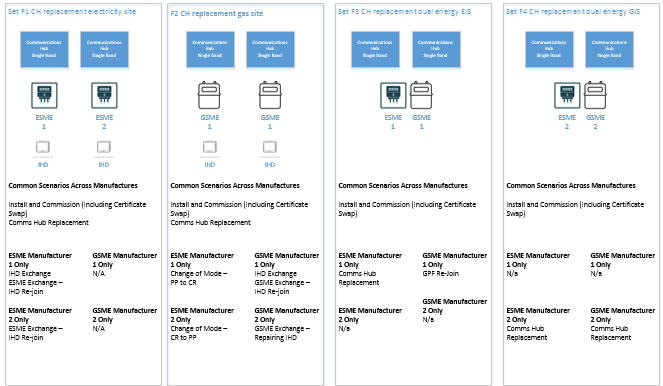 Set F1 CH replacement electricity site
Communications
Hub
Single Band
Communications
Hub
Single Band
ESME
1
ESME
2
IHD
IHD
Common Scenarios Across Manufactures
Install and Commission (Including Certificate
Swap)
Comms Hub Replacement
ESME Manufacturer
1 Only
IHD Exchange
ESME Exchange –
IHD Re-join
GSME Manufacturer
1 Only
N/A
ESME Manufacturer
2 Only
ESME Exchange –
IHD Re-join
GSME Manufacturer
2 Only
N/A
F2 CH replacement gas site
Communications
Hub
Single Band
Communications
Hub
Single Band
GSME
1
GSME
2
IHD
IHD
Common Scenarios Across Manufactures
Install and Commission (Including Certificate
Swap)
Comms Hub Replacement
ESME Manufacturer
1 Only
Change of Mode –
PP to CR
GSME Manufacturer
1 Only
IHD Exchange
GSME Exchange –
IHD Re-join
ESME Manufacturer
2 Only
Change of Mode –
CR to PP
GSME Manufacturer
2 Only
GSME Exchange –
Repairing IHD
Set F3 CH replacement dual energy EIS
Communications
Hub
Single Band
Communications
Hub
Single Band
ESME
1
GSME
1
Common Scenarios Across Manufactures
Install and Commission (Including Certificate
Swap)
ESME Manufacturer
1 Only
Comms Hub
Replacement
GSME Manufacturer
1 Only
GPF Re-Join
ESME Manufacturer
2 Only
N/a
GSME Manufacturer
2 Only
N/a
Set F4 CH replacement dual energy GIS
Communications
Hub
Single Band
Communications
Hub
Single Band
ESME
2
GSME
2
Common Scenarios Across Manufactures
Install and Commission (Including Certificate
Swap)
ESME Manufacturer
1 Only
N/a
GSME Manufacturer
1 Only
N/a
ESME Manufacturer
2 Only
Comms Hub
Replacement
GSME Manufacturer
2 Only
Comms Hub
Replacement